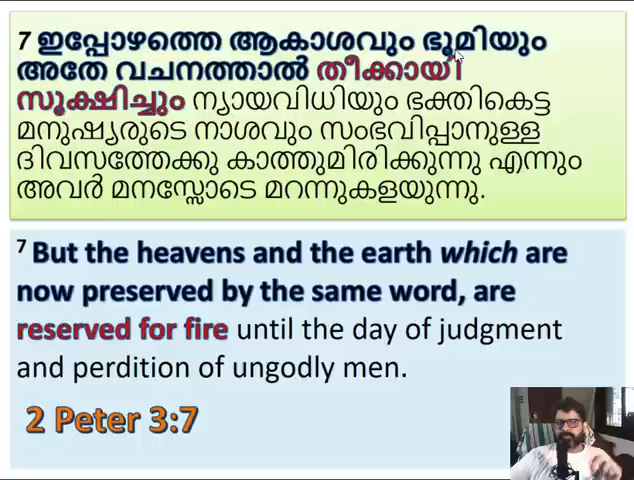 7 ഇപ്പോഴത്തെ ആകാശവും ഭൂമിയും
അതേ വചനത്താൽ തീക്കായി
സൂക്ഷിച്ചും ന്യായവിധിയും ഭക്തികെട്ട
മനുഷ്യരുടെ നാശവും സംഭവിപ്പാനുള്ള
ദിവസത്തേക്കു കാത്തുമിരിക്കുന്നു എന്നും
അവർ മനസ്സോടെ മറന്നുകളയുന്നു.
7 But the heavens and the earth which are
now preserved by the same word, are
reserved for fire until the day of judgment
and perdition of ungodly men.
2 Peter 3:7